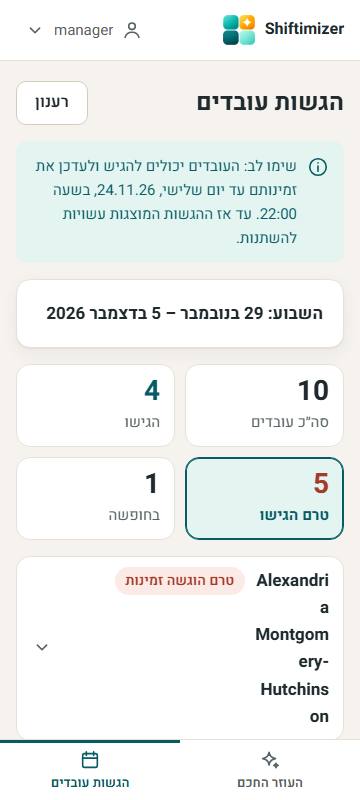 Shiftimizer
manager
הגשות עובדים
רענון
שימו לב: העובדים יכולים להגיש ולעדכן את
זמינותם עד יום שלישי, 24.11.26, בשעה
22:00. עד אז ההגשות המוצגות עשויות
להשתנות.
השבוע: 29 בנובמבר – 5 בדצמבר 2026
10
סה״כ עובדים
4
הגישו
5
טרם הגישו
1
בחופשה
Alexandri
a
Montgom
ery-
Hutchins
on
טרם הוגשה זמינות
העוזר החכם
הגשות עובדים